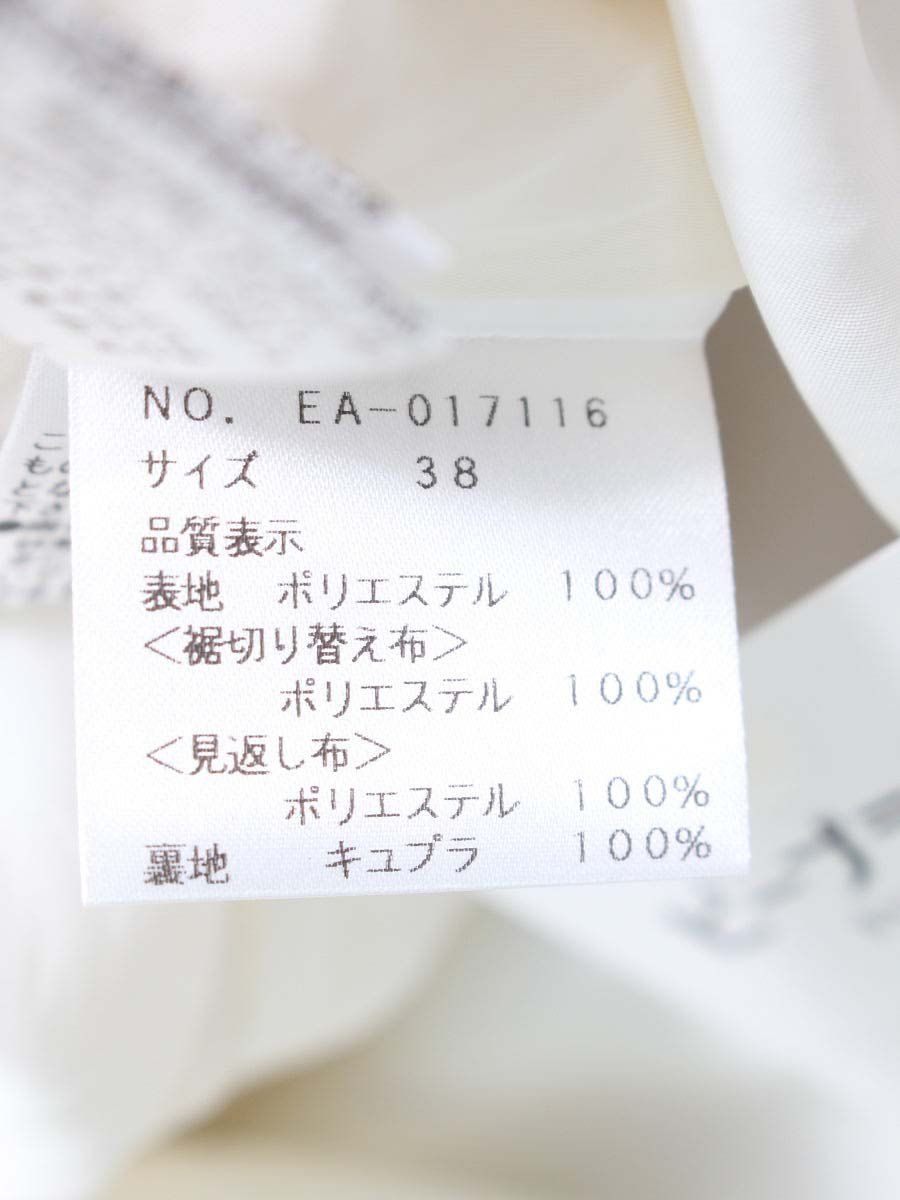 NO. EA-017116
サイズ 38
品質表示
表地 ポリエステル 100%
<裾切り替え布>
ポリエステル 100%
<見返し布>
ポリエステル 100%
裏地 キュプラ 100%